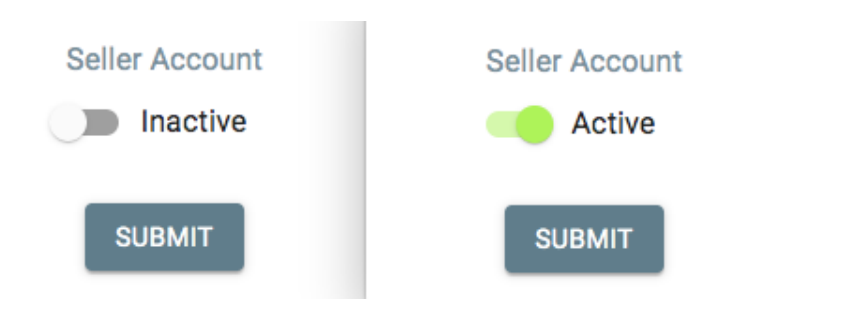 Seller Account
Inactive
SUBMIT
Seller Account
Active
SUBMIT